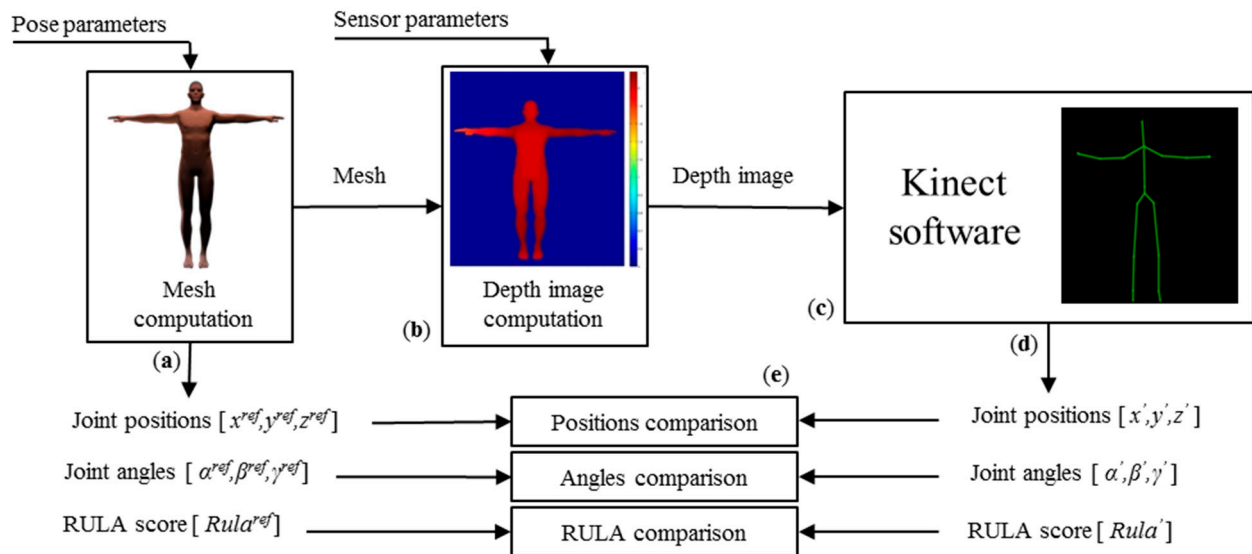 Pose parameters
Sensor parameters
Mesh computation
(a)
Mesh
Depth image computation
(b)
Depth image
Kinect software
(c)
(d)
(e)
Joint positions [ x^ref,y^ref,z^ref]
Positions comparison
Joint positions [ x',y',z']
Joint angles [ α^ref,β^ref,γ^ref]
Angles comparison
Joint angles [ α',β',γ']
RULA score [ Rula^ref]
RULA comparison
RULA score [ Rula']